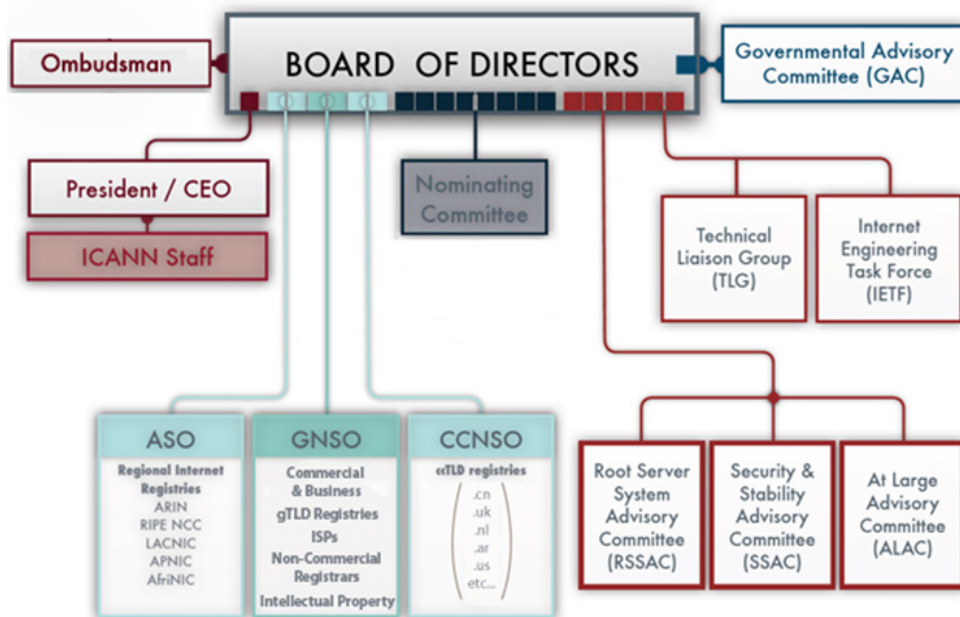 Ombudsman
BOARD OF DIRECTORS
Governmental Advisory
Committee (GAC)
President / CEO
ICANN Staff
Nominating
Committee
Technical
Liaison Group
(TLG)
Internet
Engineering
Task Force
(IETF)
ASO
Regional Internet
Registries
ARIN
RIPE NCC
LACNIC
APNIC
AfriNIC
GNSO
Commercial
& Business
gTLD Registries
ISPs
Non-Commercial
Registrars
Intellectual Property
CCNSO
ccTLD registries
.cn
.uk
.nl
.ar
.us
etc...
Root Server
System
Advisory
Committee
(RSSAC)
Security &
Stability
Advisory
Committee
(SSAC)
At Large
Advisory
Committee
(ALAC)